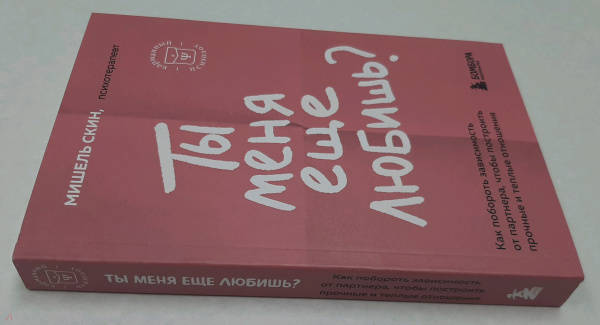 МИШЕЛЬ СКИН, психотерапевт
ТЫ
меня
еще
любишь?
БОМБОРА
Как побороть зависимость
от партнера, чтобы построить
прочные и теплые отношения
ТЫ МЕНЯ ЕЩЕ ЛЮБИШЬ?
Как побороть зависимость
от партнера, чтобы построить
прочные и теплые отношения